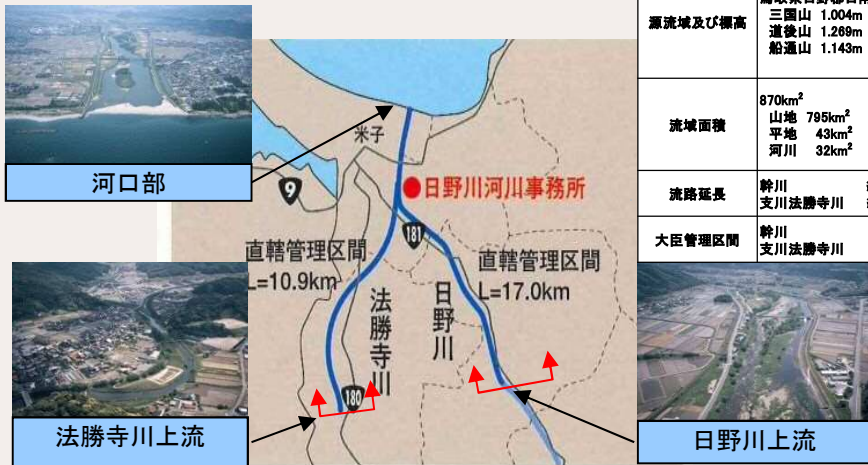 河口部
米子
9
日野川河川事務所
181
直轄管理区間
L=10.9km
直轄管理区間
L=17.0km
法勝寺川
日野川
180
法勝寺川上流
日野川上流
源流域及び標高
三国山 1.004m
道後山 1.269m
船通山 1.143m
流域面積
870km²
山地 795km²
平地 43km²
河川 32km²
流路延長
幹川
支川法勝寺川
大臣管理区間
幹川
支川法勝寺川